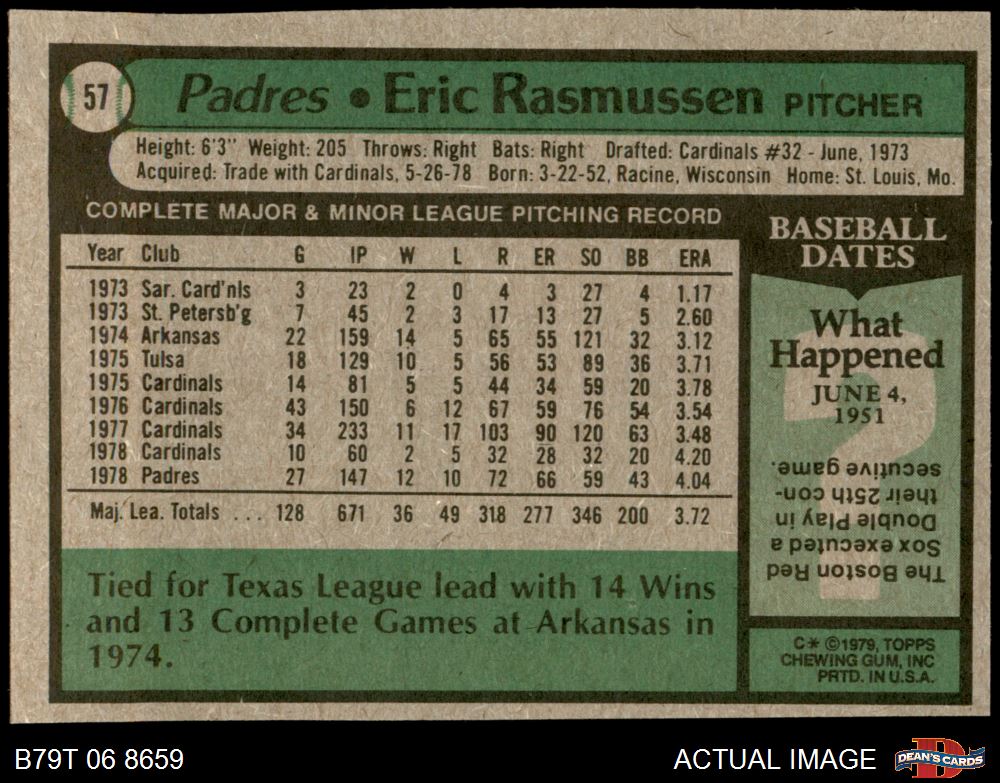 57
Padres • Eric Rasmussen PITCHER
Height: 6'3" Weight: 205 Throws: Right Bats: Right Drafted: Cardinals #32 - June, 1973
Acquired: Trade with Cardinals, 5-26-78 Born: 3-22-52, Racine, Wisconsin Home: St. Louis, Mo.
COMPLETE MAJOR & MINOR LEAGUE PITCHING RECORD
Year Club G IP W L R ER SO BB ERA
1973 Sar. Card'nls 3 23 2 0 4 3 27 4 1.17
1973 St. Petersb'g 7 45 2 3 17 13 27 5 2.60
1974 Arkansas 22 159 14 5 65 55 121 32 3.12
1975 Tulsa 18 129 10 5 56 53 89 36 3.71
1975 Cardinals 14 81 5 5 44 34 59 20 3.78
1976 Cardinals 43 150 6 12 67 59 76 54 3.54
1977 Cardinals 34 233 11 17 103 90 120 63 3.48
1978 Cardinals 10 60 2 5 32 28 32 20 4.20
1978 Padres 27 147 12 10 72 66 59 43 4.04
Maj. Lea. Totals ... 128 671 36 49 318 277 346 200 3.72
Tied for Texas League lead with 14 Wins
and 13 Complete Games at Arkansas in
1974.
BASEBALL
DATES
What
Happened
JUNE 4,
1951
?
The Boston Red
Sox executed a
Double Play in
their 25th con-
secutive game.
C* ©1979, TOPPS
CHEWING GUM, INC
PRTD. IN U.S.A.
B79T 06 8659
ACTUAL IMAGE
D
DEAN'S CARDS